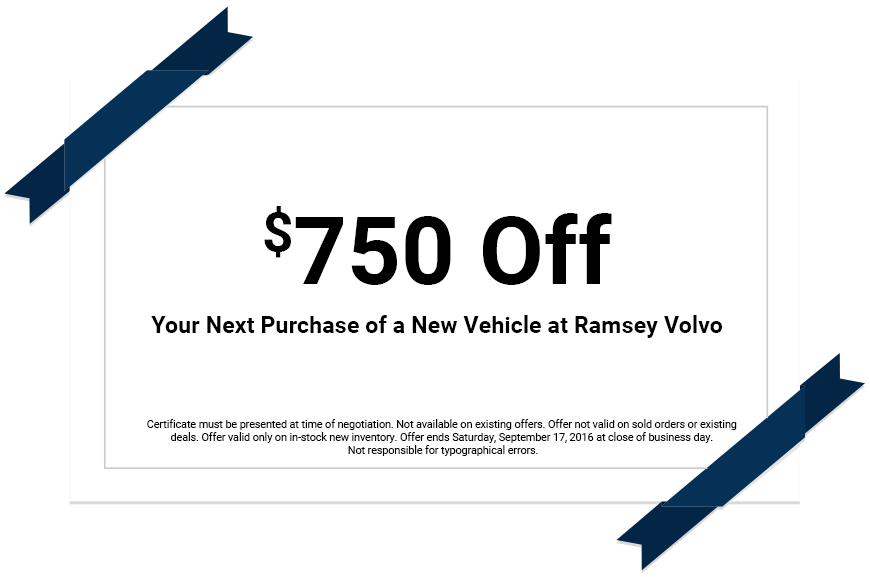 $750 Off
Your Next Purchase of a New Vehicle at Ramsey Volvo
Certificate must be presented at time of negotiation. Not available on existing offers. Offer not valid on sold orders or existing
deals. Offer valid only on in-stock new inventory. Offer ends Saturday, September 17, 2016 at close of business day.
Not responsible for typographical errors.